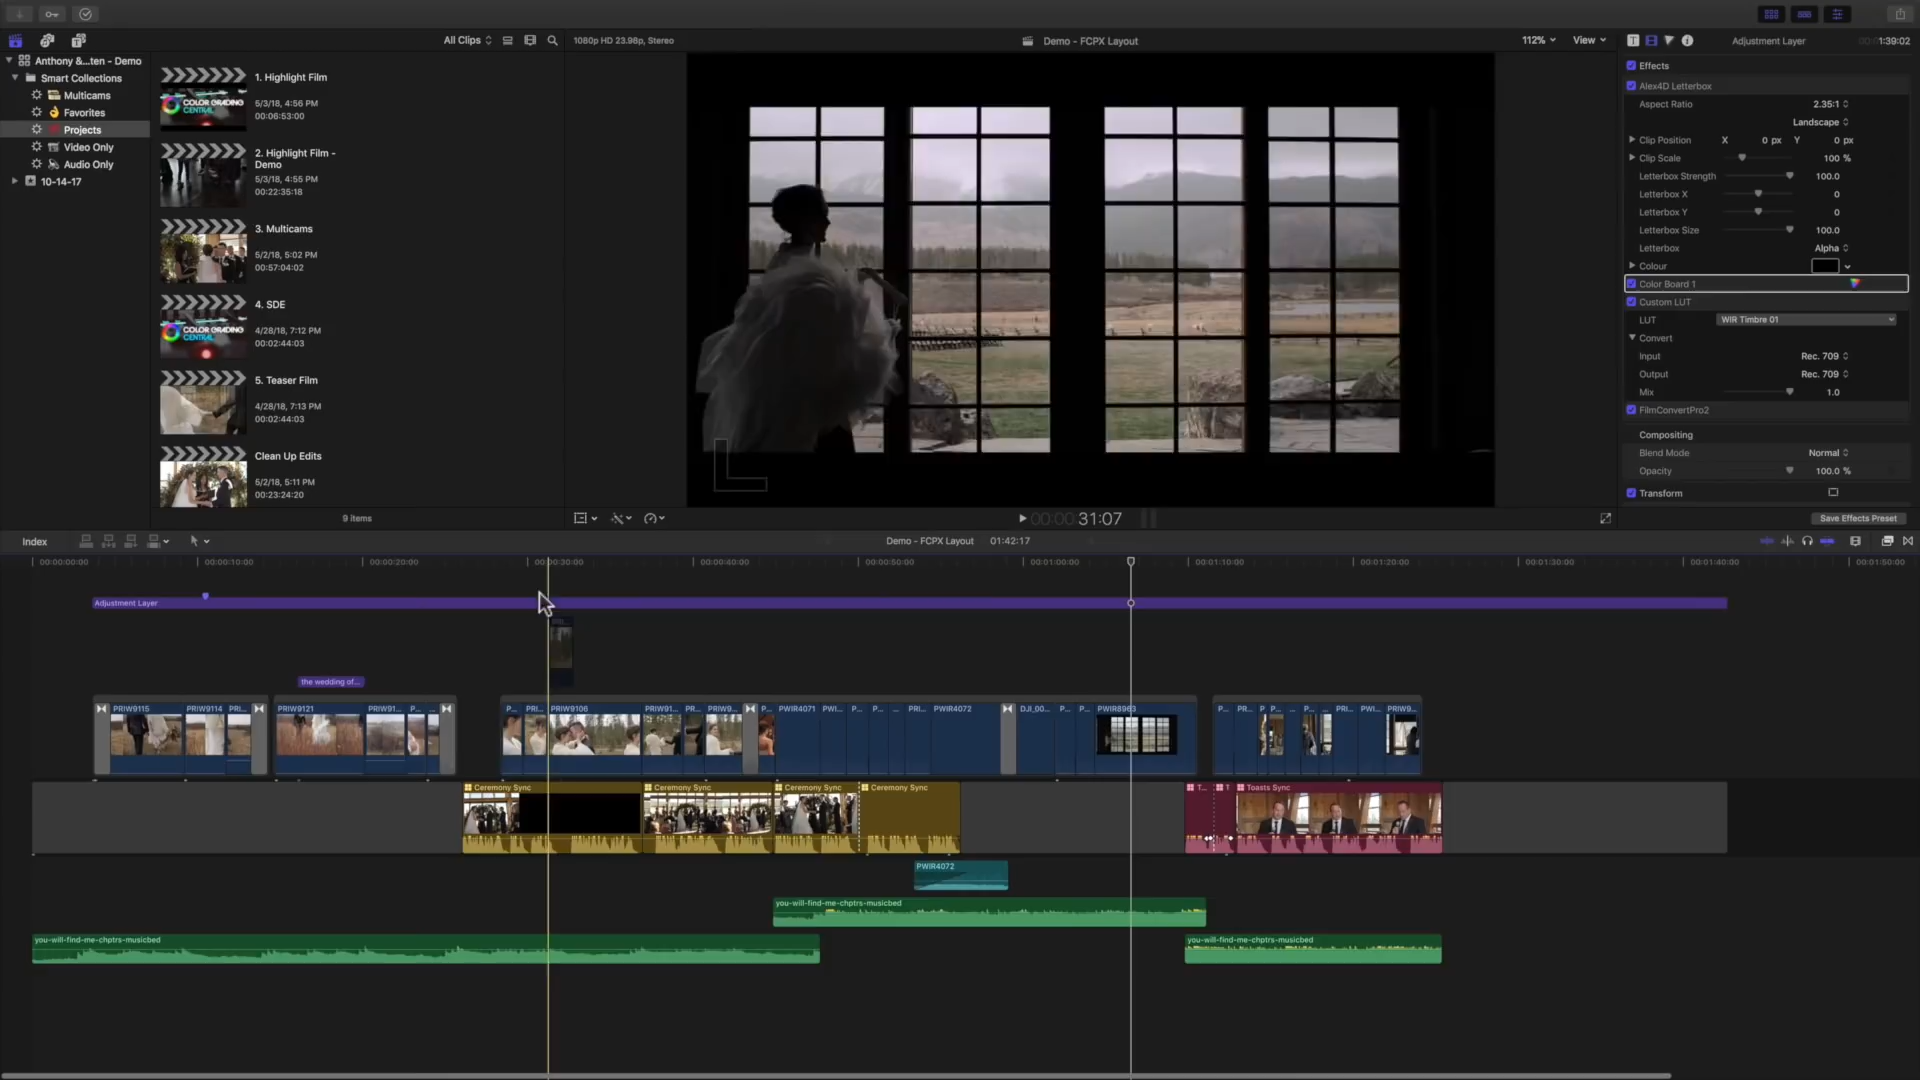 All Clips
1080p HD 23.98p, Stereo
Demo - FCPX Layout
112%
View
Adjustment Layer
1:39:02
Anthony &...ten - Demo
Smart Collections
Multicams
Favorites
Projects
Video Only
Audio Only
10-14-17
1. Highlight Film
5/3/18, 4:56 PM
00:06:53:00
COLOR GRADING
CENTRAL
2. Highlight Film -
Demo
5/3/18, 4:55 PM
00:22:35:18
3. Multicams
5/2/18, 5:02 PM
00:57:04:02
4. SDE
4/28/18, 7:12 PM
00:02:44:03
COLOR GRADING
CENTRAL
5. Teaser Film
4/28/18, 7:13 PM
00:02:44:03
Clean Up Edits
5/2/18, 5:11 PM
00:23:24:20
9 items
00:00:00:31:07
Effects
Alex4D Letterbox
Aspect Ratio 2.35:1
Landscape
Clip Position X 0 px Y 0 px
Clip Scale 100 %
Letterbox Strength 100.0
Letterbox X 0
Letterbox Y 0
Letterbox Size 100.0
Letterbox Alpha
Colour
Color Board 1
Custom LUT
LUT WIR Timbre 01
Convert
Input Rec. 709
Output Rec. 709
Mix 1.0
FilmConvertPro2
Compositing
Blend Mode Normal
Opacity 100.0 %
Transform
Save Effects Preset
Index
Demo - FCPX Layout 01:42:17
00:00:00:00 00:00:10:00 00:00:20:00 00:00:30:00 00:00:40:00 00:00:50:00 00:01:00:00 00:01:10:00 00:01:20:00 00:01:30:00 00:01:40:00 00:01:50:00
Adjustment Layer
the wedding of...
PRIW9115 PRIW9114 PRI... PRIW9121 PRIW91... P... ... P... PRI... PRIW9106 PRIW91... PR... PRIW9... P... PRIW4071 PWI... P... P... ... PRI... PRIW4072 DJI_00... P... P... PWIR8963 P... PR... P P... ... P... PRI... PWI... PRIW9...
Ceremony Sync Ceremony Sync Ceremony Sync Ceremony Sync T... T Toasts Sync
PWIR4072
you-will-find-me-chptrs-musicbed
you-will-find-me-chptrs-musicbed
you-will-find-me-chptrs-musicbed